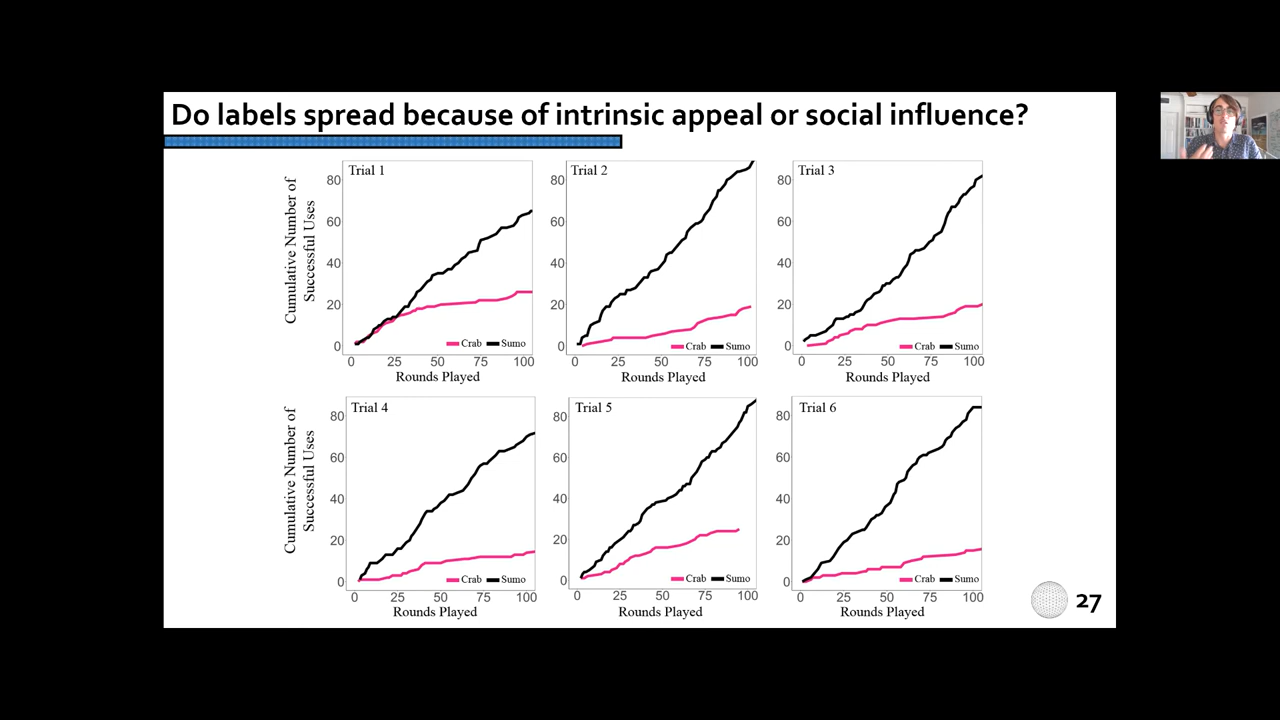 Do labels spread because of intrinsic appeal or social influence?
Cumulative Number of
Successful Uses
Trial 1
80
60
40
20
0
Crab Sumo
0 25 50 75 100
Rounds Played
Trial 2
80
60
40
20
0
Crab Sumo
0 25 50 75 100
Rounds Played
Trial 3
80
60
40
20
0
Crab Sumo
0 25 50 75 100
Rounds Played
Cumulative Number of
Successful Uses
Trial 4
80
60
40
20
0
Crab Sumo
0 25 50 75 100
Rounds Played
Trial 5
80
60
40
20
0
Crab Sumo
0 25 50 75 100
Rounds Played
Trial 6
80
60
40
20
0
Crab Sumo
0 25 50 75 100
Rounds Played
27